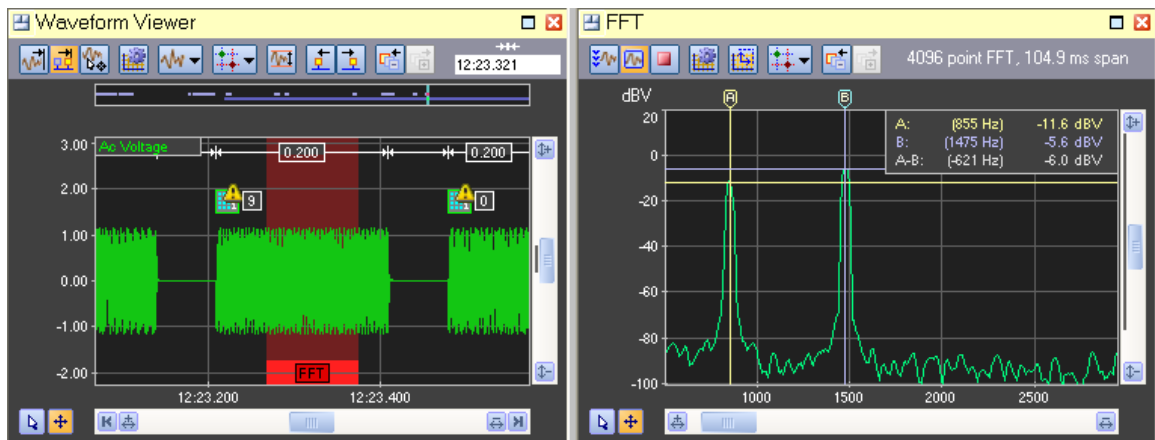 Waveform Viewer
12:23.321
3.00
Ac Voltage
0.200
0.200
2.00
9
0
1.00
0.00
-1.00
-2.00
FFT
12:23.200
12:23.400
FFT
4096 point FFT, 104.9 ms span
dBV
A
B
20
A: (855 Hz) -11.6 dBV
B: (1475 Hz) -5.6 dBV
A-B: (-621 Hz) -6.0 dBV
0
-20
-40
-60
-80
-100
1000
1500
2000
2500